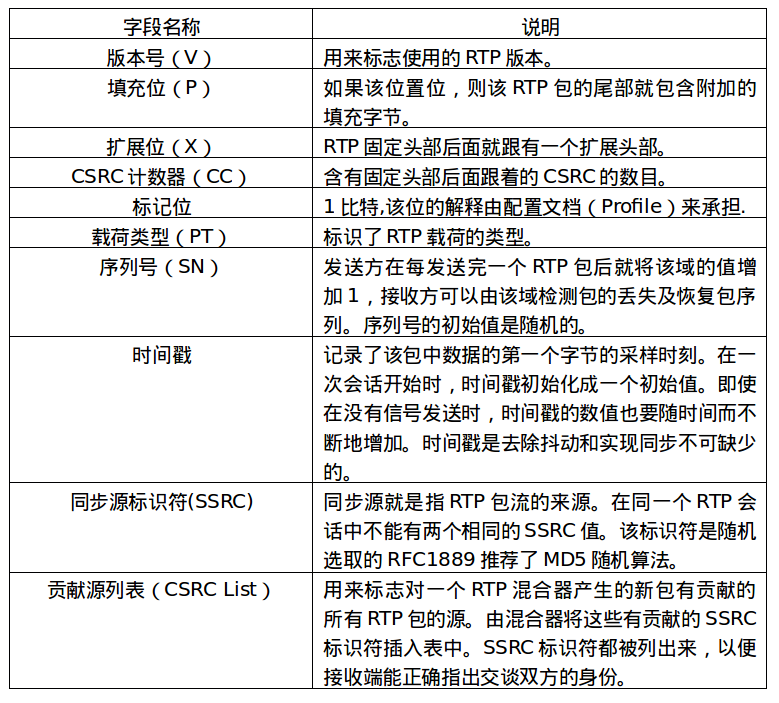 字段名称 说明
版本号（V） 用来标志使用的 RTP 版本。
填充位（P） 如果该位置位，则该 RTP 包的尾部就包含附加的
填充字节。
扩展位（X） RTP 固定头部后面就跟有一个扩展头部。
CSRC 计数器（CC） 含有固定头部后面跟着的 CSRC 的数目。
标记位 1 比特,该位的解释由配置文档（Profile）来承担.
载荷类型（PT） 标识了 RTP 载荷的类型。
序列号（SN） 发送方在每发送完一个 RTP 包后就将该域的值增
加 1，接收方可以由该域检测包的丢失及恢复包序
列。序列号的初始值是随机的。
时间戳 记录了该包中数据的第一个字节的采样时刻。在一
次会话开始时，时间戳初始化成一个初始值。即使
在没有信号发送时，时间戳的数值也要随时间而不
断地增加。时间戳是去除抖动和实现同步不可缺少
的。
同步源标识符(SSRC) 同步源就是指 RTP 包流的来源。在同一个 RTP 会
话中不能有两个相同的 SSRC 值。该标识符是随机
选取的 RFC1889 推荐了 MD5 随机算法。
贡献源列表（CSRC List） 用来标志对一个 RTP 混合器产生的新包有贡献的
所有 RTP 包的源。由混合器将这些有贡献的 SSRC
标识符插入表中。SSRC 标识符都被列出来，以便
接收端能正确指出交谈双方的身份。